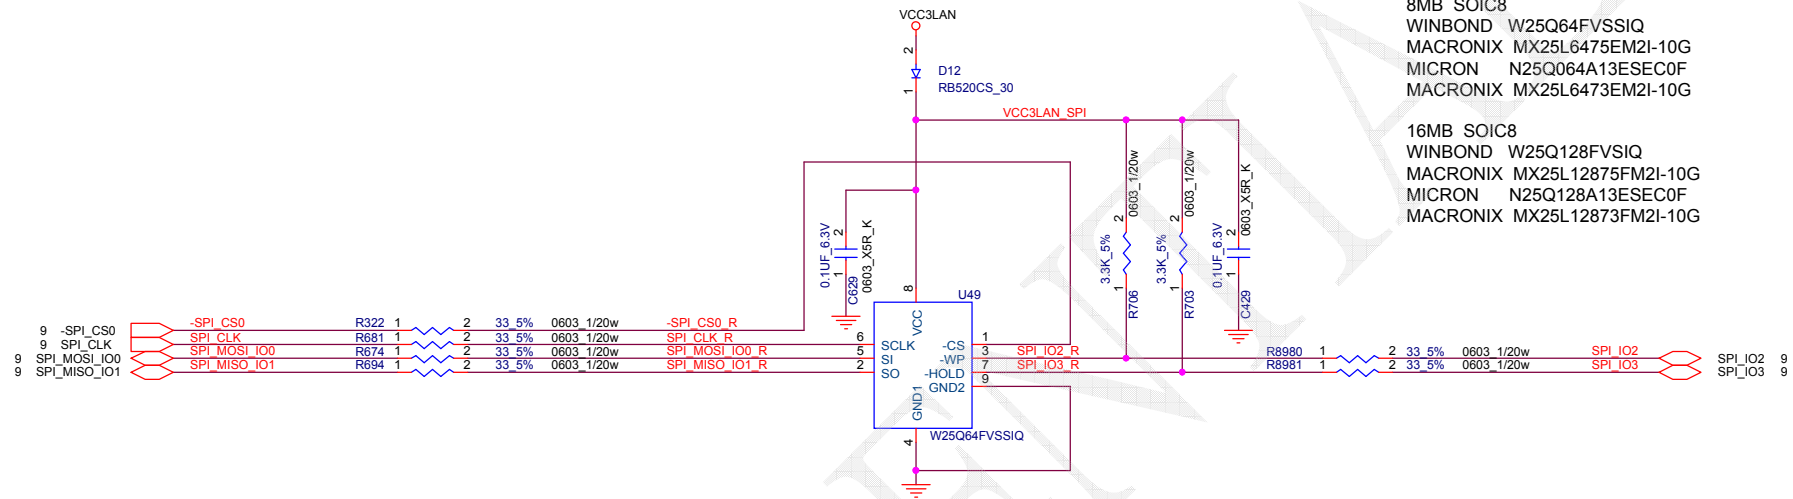 8MB SOIC8
WINBOND W25Q64FVSSIQ
MACRONIX MX25L6475EM2I-10G
MICRON N25Q064A13ESEC0F
MACRONIX MX25L6473EM2I-10G
16MB SOIC8
WINBOND W25Q128FVSIQ
MACRONIX MX25L12875FM2I-10G
MICRON N25Q128A13ESEC0F
MACRONIX MX25L12873FM2I-10G
VCC3LAN
2
D12
RB520CS_30
1
VCC3LAN_SPI
0.1UF_6.3V
2
1
C629
0603_X5R_K
3.3K_5%
2
1
R706
0603_1/20w
3.3K_5%
2
1
R703
0603_1/20w
0.1UF_6.3V
2
1
C429
0603_X5R_K
8
U49
VCC
9 -SPI_CS0 -SPI_CS0 R322 1 2 33_5% 0603_1/20w -SPI_CS0_R
9 SPI_CLK SPI_CLK R681 1 2 33_5% 0603_1/20w SPI_CLK_R 6 SCLK -CS 1
9 SPI_MOSI_IO0 SPI_MOSI_IO0 R674 1 2 33_5% 0603_1/20w SPI_MOSI_IO0_R 5 SI -WP 3 SPI_IO2_R R8980 1 2 33_5% 0603_1/20w SPI_IO2 SPI_IO2 9
9 SPI_MISO_IO1 SPI_MISO_IO1 R694 1 2 33_5% 0603_1/20w SPI_MISO_IO1_R 2 SO -HOLD 7 SPI_IO3_R R8981 1 2 33_5% 0603_1/20w SPI_IO3 SPI_IO3 9
GND2 9
GND1
4
W25Q64FVSSIQ
ENTIA